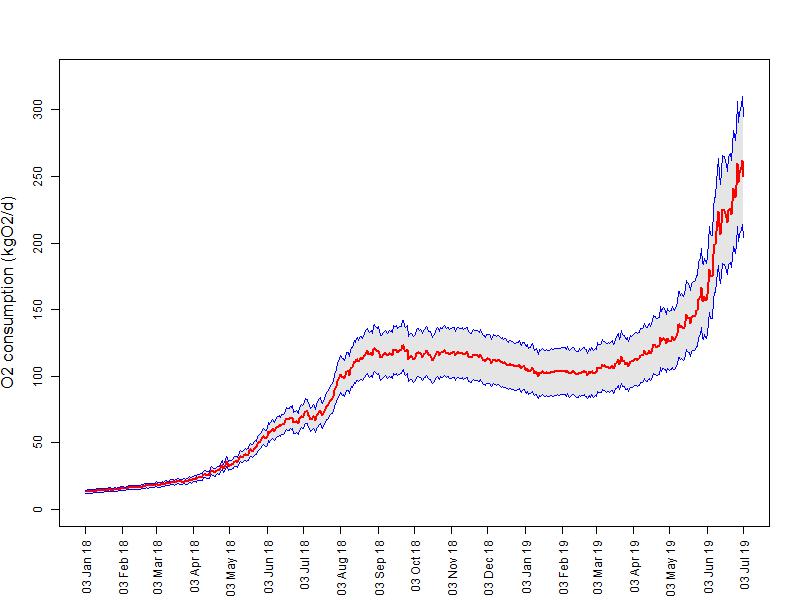 O2 consumption (kgO2/d)
300
250
200
150
100
50
0
03 Jan 18
03 Feb 18
03 Mar 18
03 Apr 18
03 May 18
03 Jun 18
03 Jul 18
03 Aug 18
03 Sep 18
03 Oct 18
03 Nov 18
03 Dec 18
03 Jan 19
03 Feb 19
03 Mar 19
03 Apr 19
03 May 19
03 Jun 19
03 Jul 19